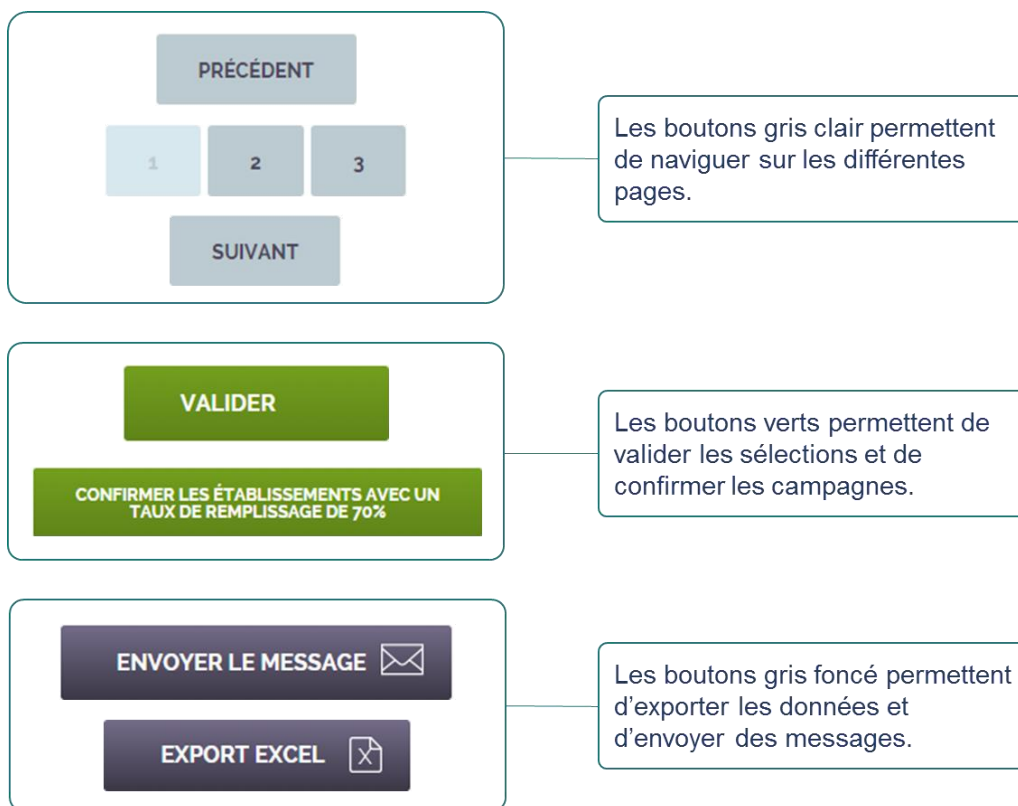 PRÉCÉDENT
1 2 3
SUIVANT
Les boutons gris clair permettent
de naviguer sur les différentes
pages.
VALIDER
CONFIRMER LES ÉTABLISSEMENTS AVEC UN
TAUX DE REMPLISSAGE DE 70%
Les boutons verts permettent de
valider les sélections et de
confirmer les campagnes.
ENVOYER LE MESSAGE
EXPORT EXCEL X
Les boutons gris foncé permettent
d’exporter les données et
d’envoyer des messages.